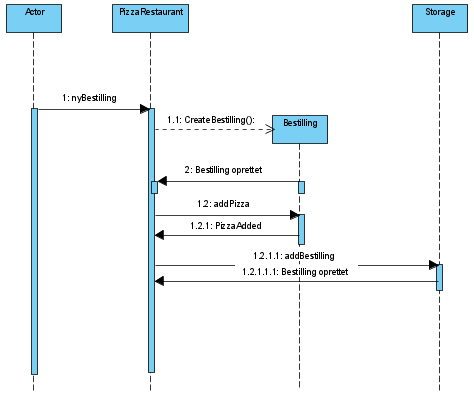 Actor
PizzaRestaurant
Storage
1: nyBestilling
1.1: CreateBestilling():
Bestilling
2: Bestilling oprettet
1.2: addPizza
1.2.1: PizzaAdded
1.2.1.1: addBestilling
1.2.1.1.1: Bestilling oprettet